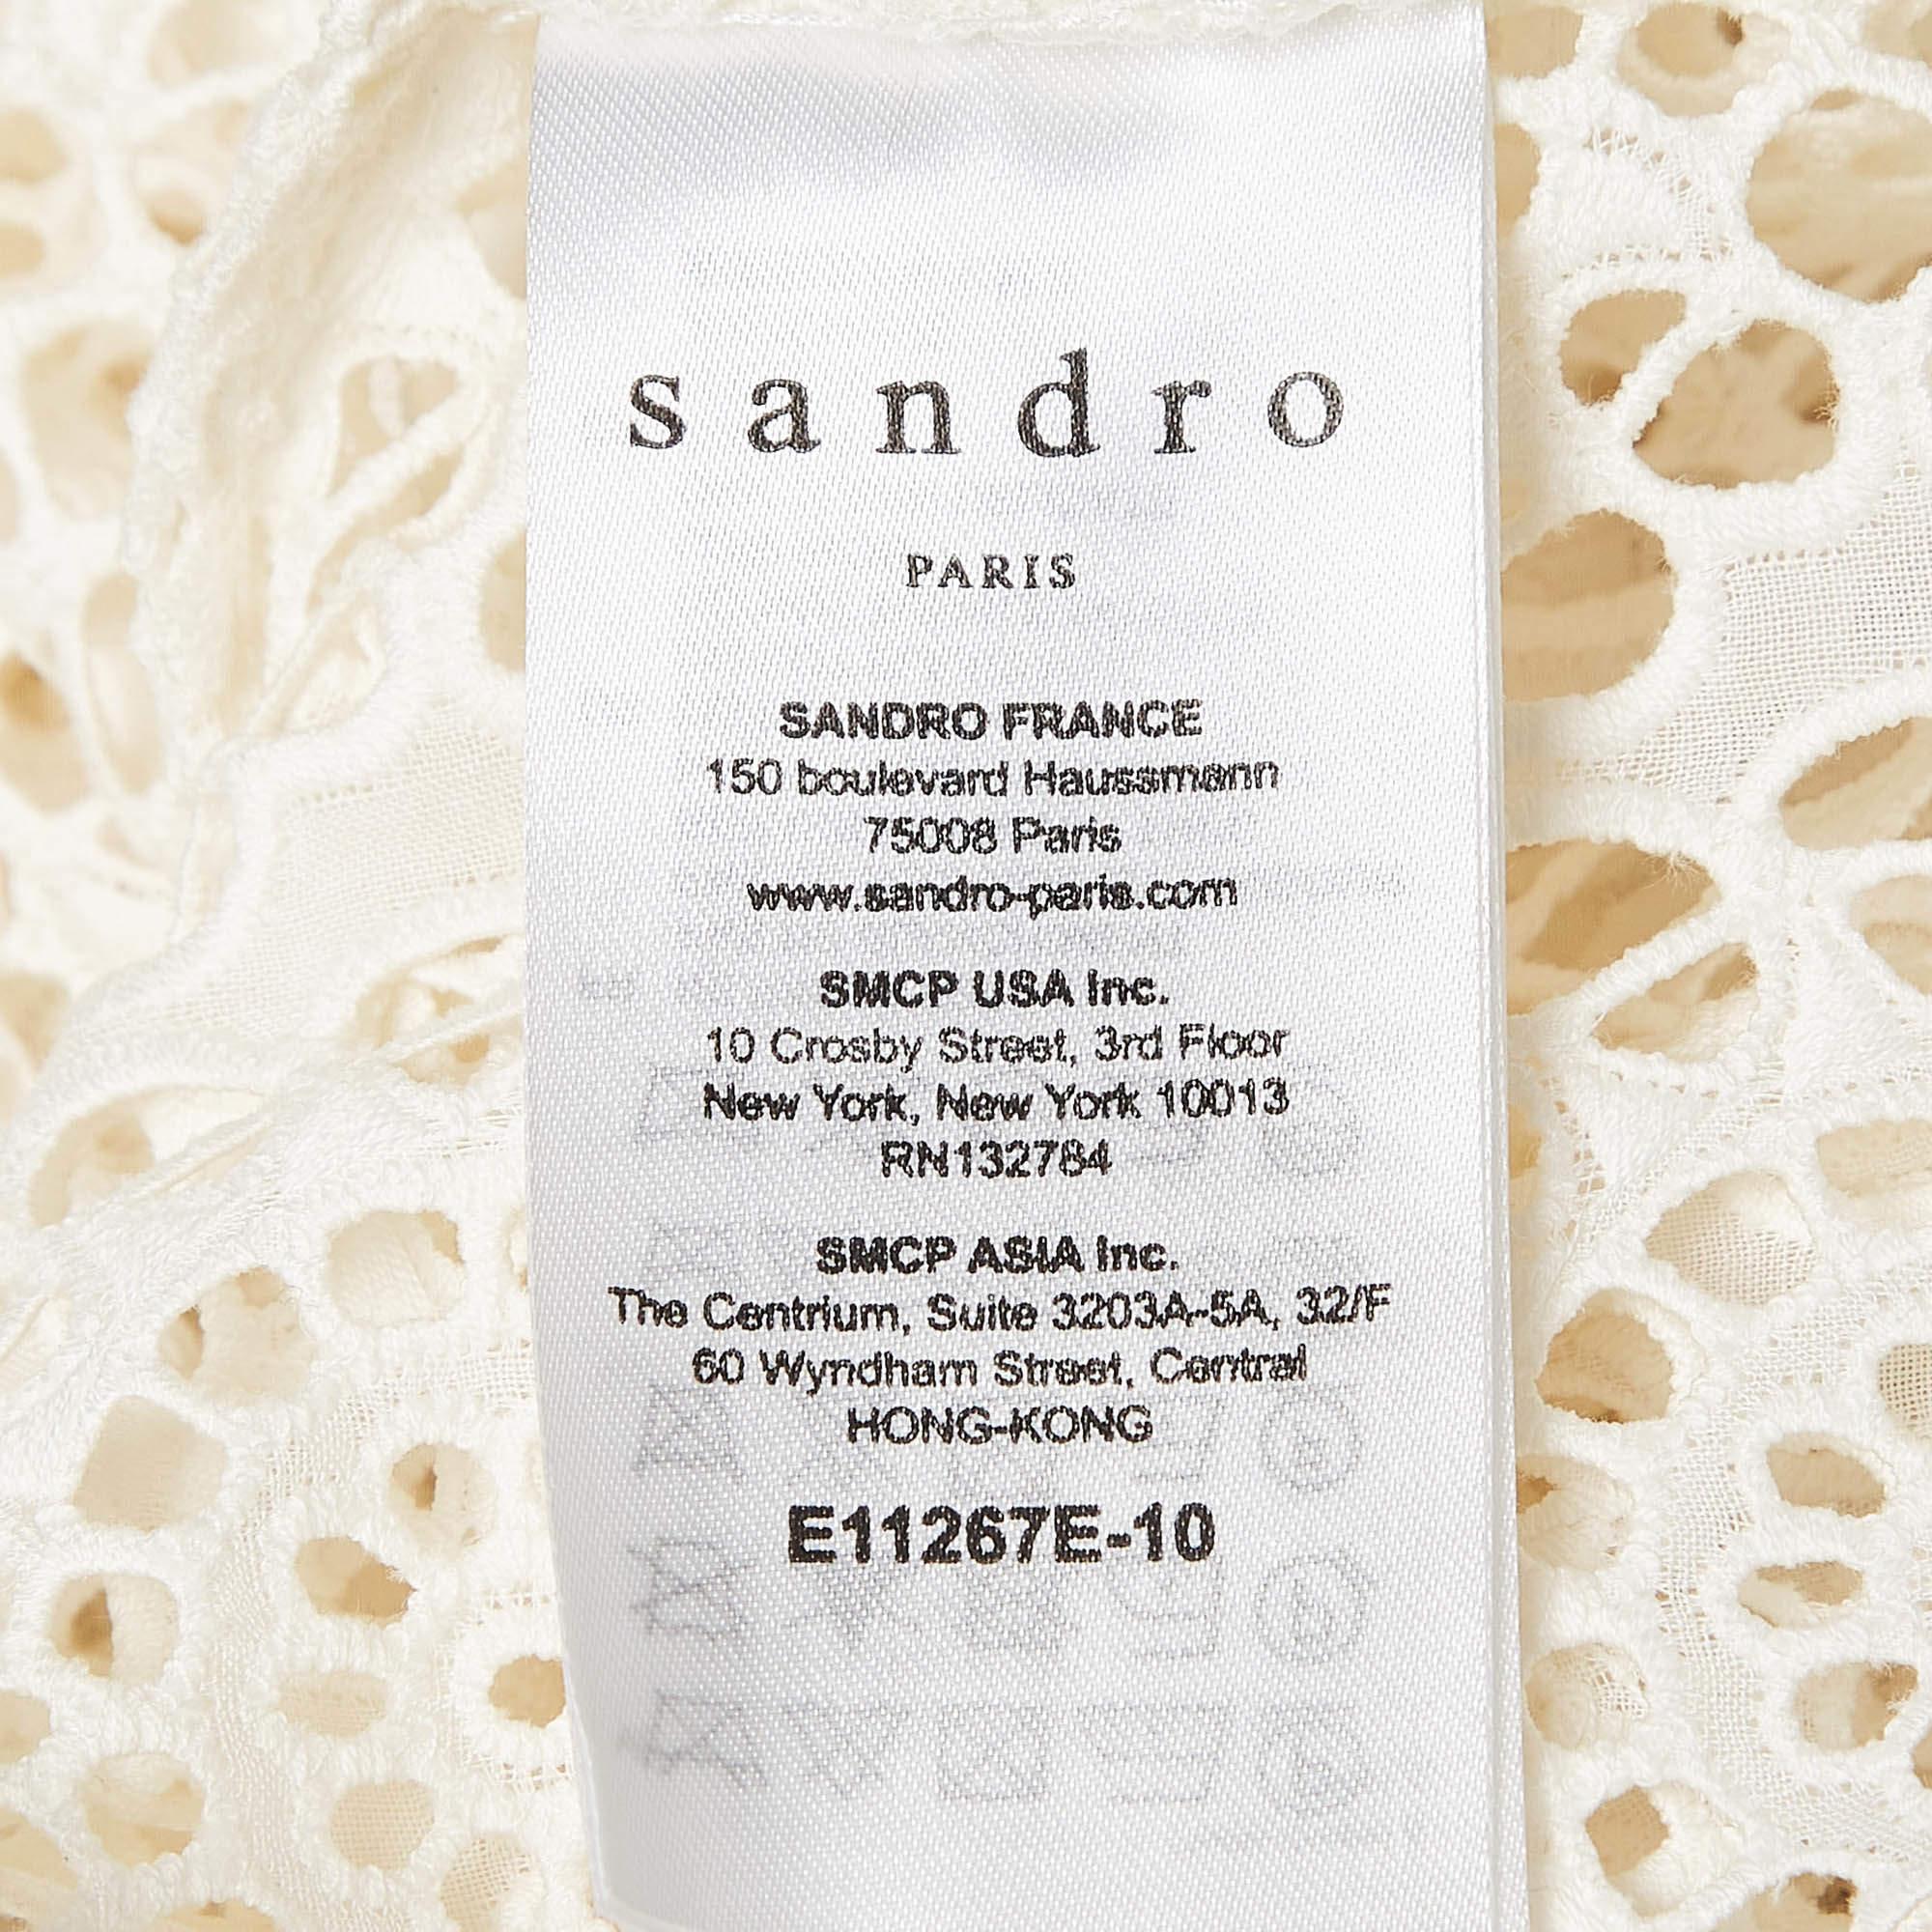 sandro
PARIS
SANDRO FRANCE
150 boulevard Haussmann
75008 Paris
www.sandro-paris.com
SMCP USA Inc.
10 Crosby Street, 3rd Floor
New York, New York 10013
RN132784
SMCP ASIA Inc.
The Centrium, Suite 3203A-5A, 32/F
60 Wyndham Street, Central
HONG-KONG
E11267E-10